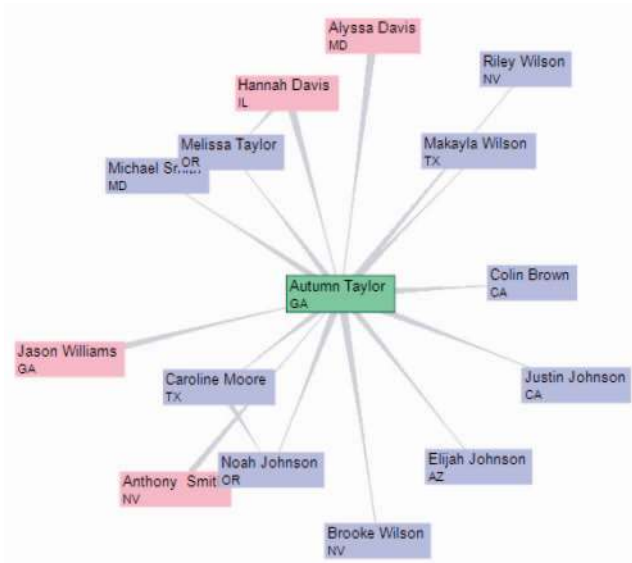 Alyssa Davis
MD
Riley Wilson
NV
Hannah Davis
IL
Melissa Taylor
OR
Makayla Wilson
TX
Michael
MD
Colin Brown
CA
Autumn Taylor
GA
Jason Williams
GA
Caroline Moore
TX
Justin Johnson
CA
Noah Johnson
OR
Elijah Johnson
AZ
Anthony Smit
NV
Brooke Wilson
NV